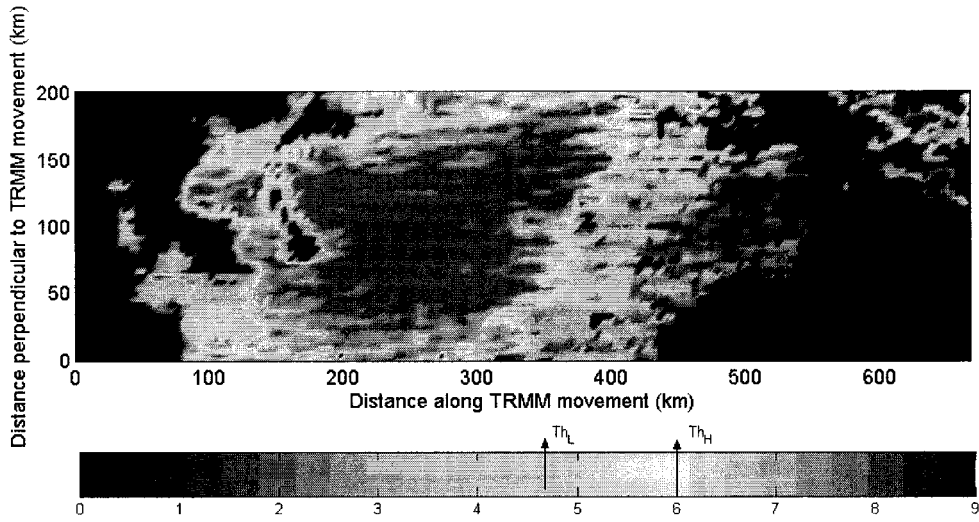 Distance perpendicular to TRMM movement (km)
200
150
100
50
0
0 100 200 300 400 500 600
Distance along TRMM movement (km)
Th_L Th_H
0 1 2 3 4 5 6 7 8 9